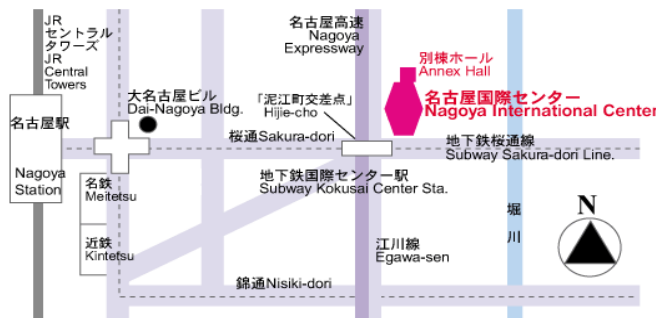 JR
セントラル
タワーズ
JR
Central
Towers
名古屋駅
Nagoya
Station
大名古屋ビル
Dai-Nagoya Bldg.
名古屋高速
Nagoya
Expressway
「泥江町交差点」
Hijie-cho
別棟ホール
Annex Hall
名古屋国際センター
Nagoya International Center
桜通Sakura-dori
地下鉄桜通線
Subway Sakura-dori Line.
地下鉄国際センター駅
Subway Kokusai Center Sta.
名鉄
Meitetsu
近鉄
Kintetsu
江川線
Egawa-sen
堀
川
N
錦通Nisiki-dori